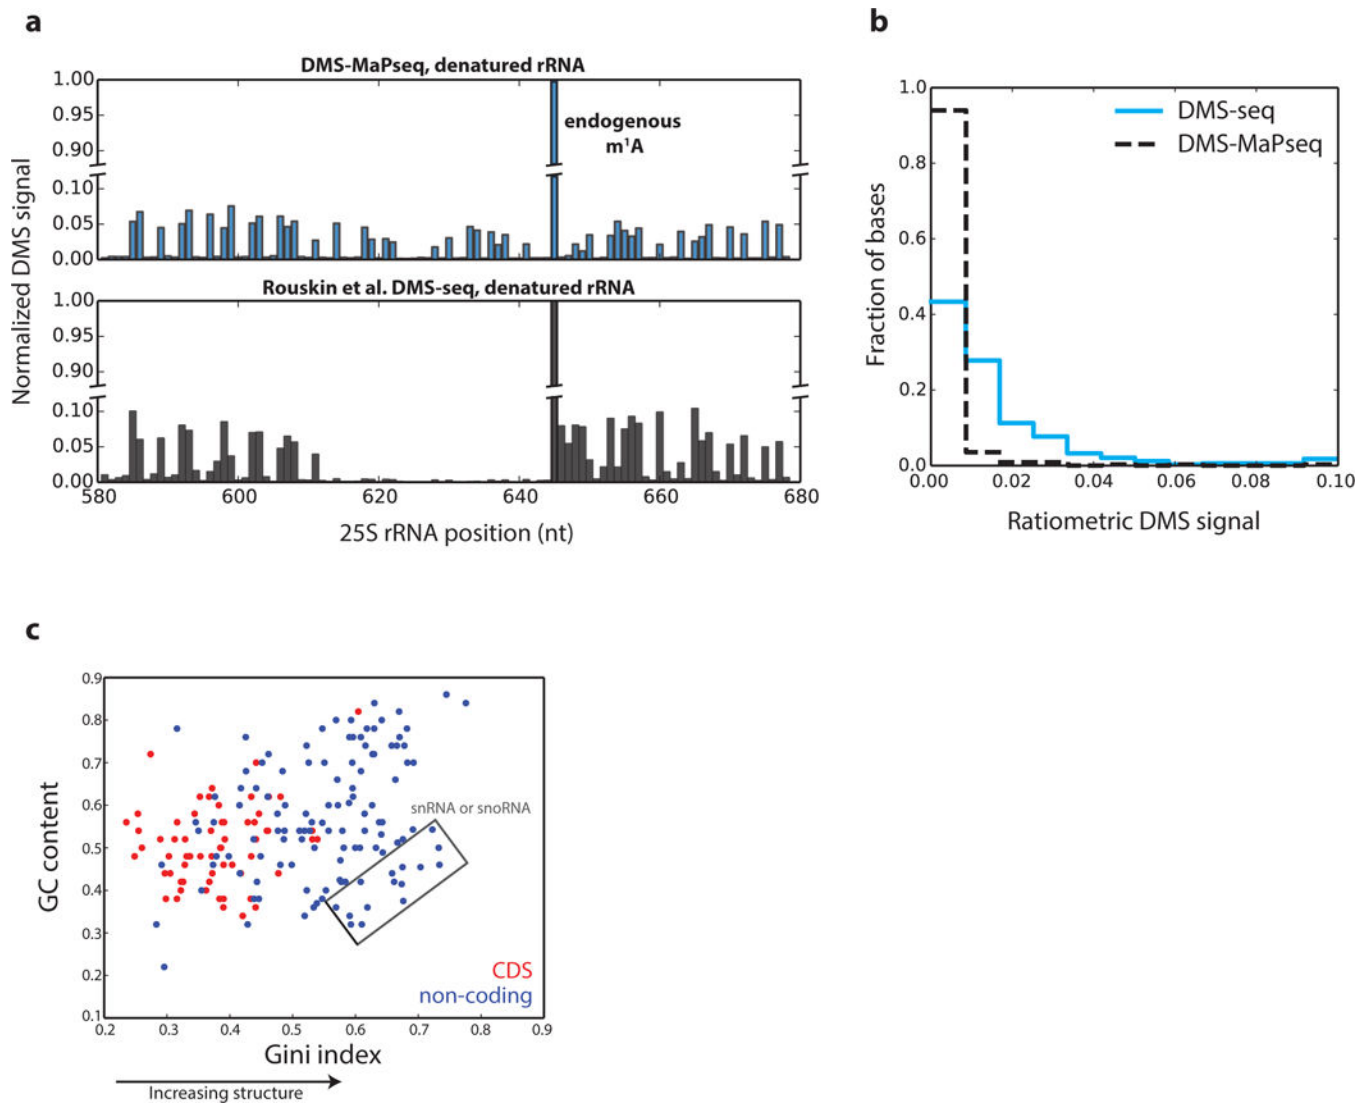 a
DMS-MaPseq, denatured rRNA
1.00
0.95
0.90
0.10
0.05
0.00
endogenous
m¹A
Normalized DMS signal
Rouskin et al. DMS-seq, denatured rRNA
1.00
0.95
0.90
0.10
0.05
0.00
580 600 620 640 660 680
25S rRNA position (nt)
b
1.0
0.8
0.6
0.4
0.2
0.0
Fraction of bases
DMS-seq
DMS-MaPseq
0.00 0.02 0.04 0.06 0.08 0.10
Ratiometric DMS signal
c
0.9
0.8
0.7
0.6
0.5
0.4
0.3
0.2
0.1
GC content
snRNA or snoRNA
CDS
non-coding
0.2 0.3 0.4 0.5 0.6 0.7 0.8 0.9
Gini index
Increasing structure